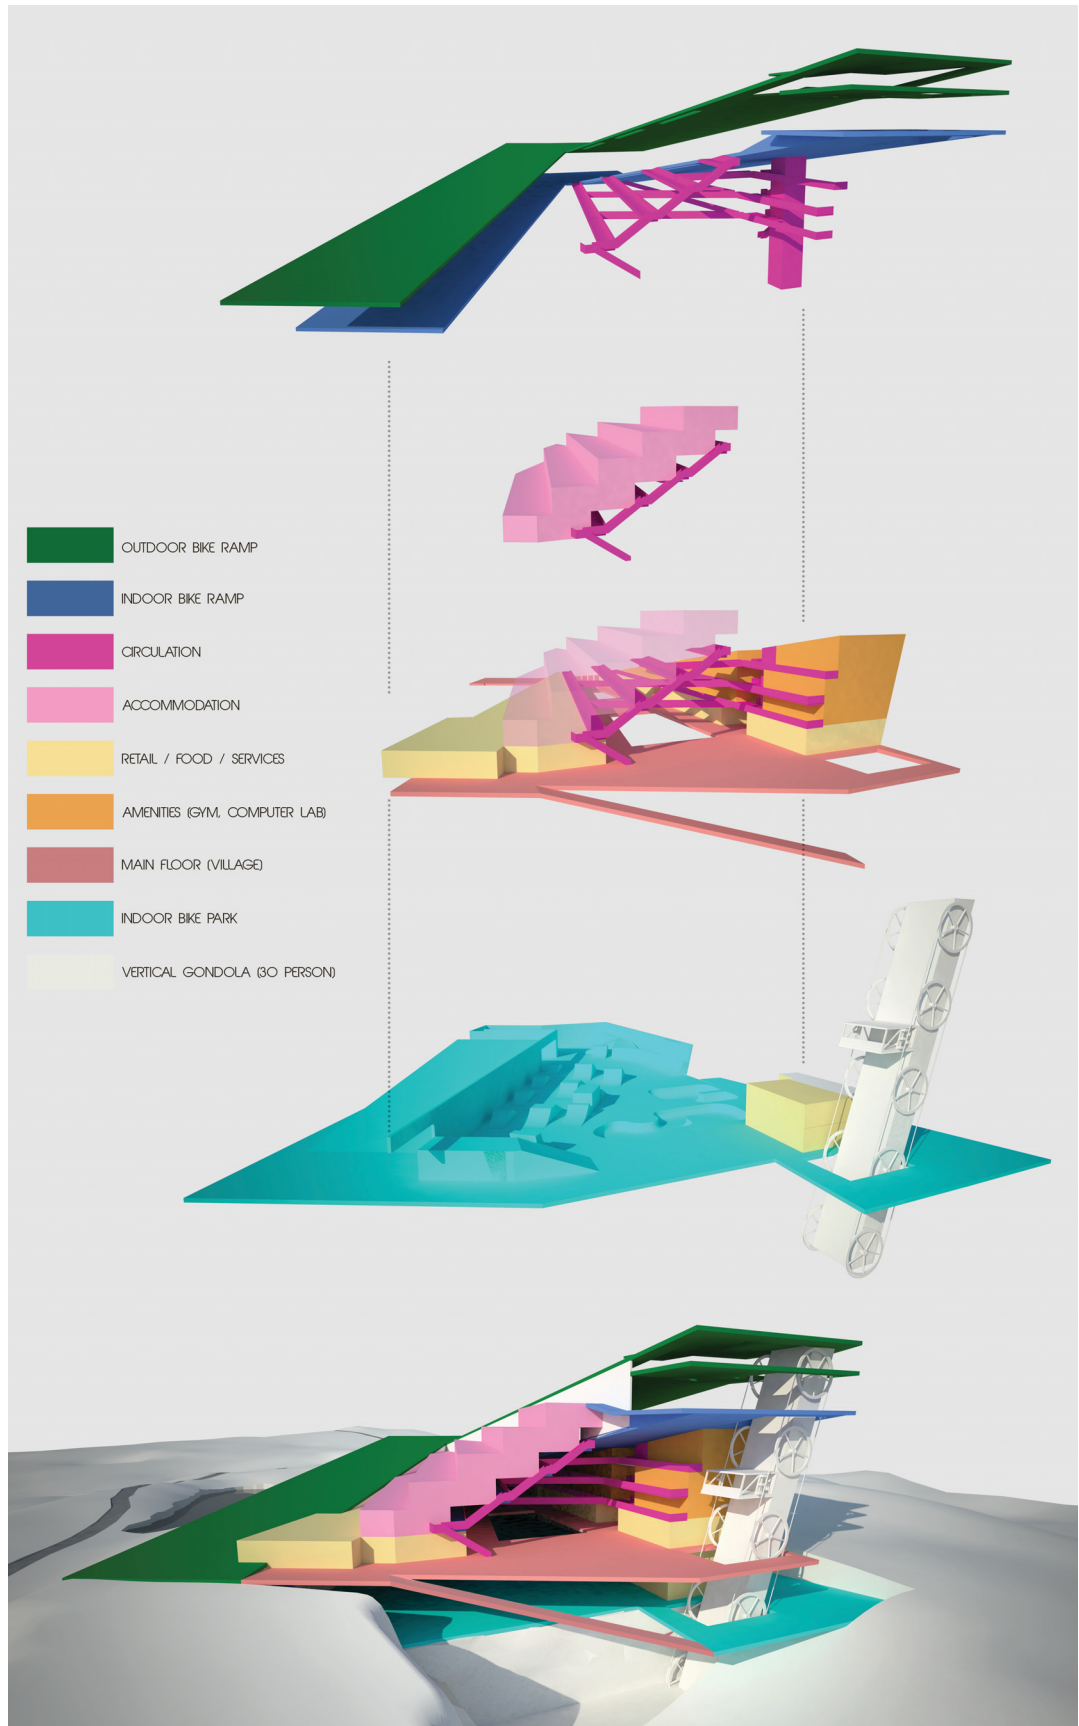 OUTDOOR BIKE RAMP
INDOOR BIKE RAMP
CIRCULATION
ACCOMMODATION
RETAIL / FOOD / SERVICES
AMENITIES (GYM, COMPUTER LAB)
MAIN FLOOR (VILLAGE)
INDOOR BIKE PARK
VERTICAL GONDOLA (30 PERSON)